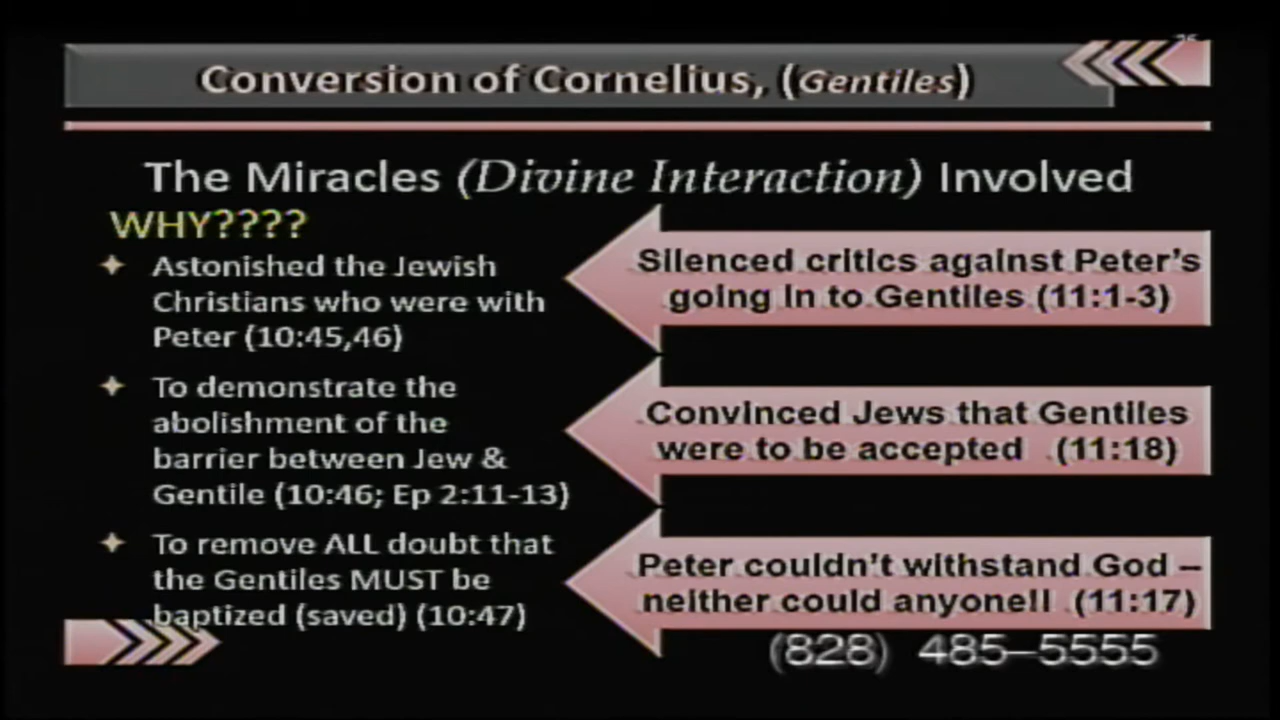 Conversion of Cornelius, (Gentiles)
The Miracles (Divine Interaction) Involved
WHY????
Astonished the Jewish
Christians who were with
Peter (10:45,46)
To demonstrate the
abolishment of the
barrier between Jew &
Gentile (10:46; Ep 2:11-13)
To remove ALL doubt that
the Gentiles MUST be
baptized (saved) (10:47)
Silenced critics against Peter's
going in to Gentiles (11:1-3)
Convinced Jews that Gentiles
were to be accepted (11:18)
Peter couldn't withstand God –
neither could anyone!! (11:17)
(828) 485–5555